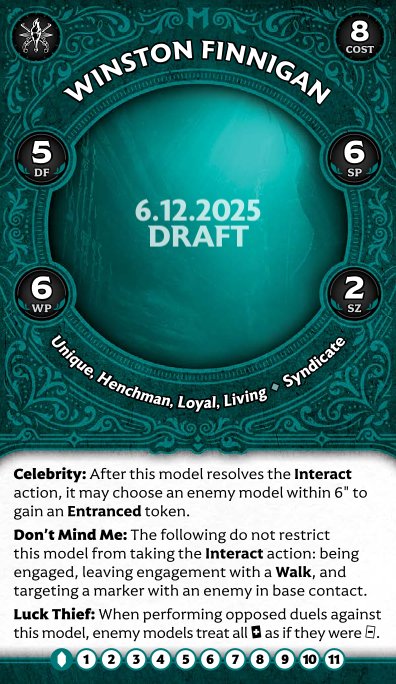 8
COST
WINSTON FINNIGAN
5
DF
6
SP
6.12.2025
DRAFT
6
WP
2
SZ
Unique, Henchman, Loyal, Living ◆ Syndicate
Celebrity: After this model resolves the Interact
action, it may choose an enemy model within 6" to
gain an Entranced token.
Don't Mind Me: The following do not restrict
this model from taking the Interact action: being
engaged, leaving engagement with a Walk, and
targeting a marker with an enemy in base contact.
Luck Thief: When performing opposed duels against
this model, enemy models treat all as if they were .
1 2 3 4 5 6 7 8 9 10 11